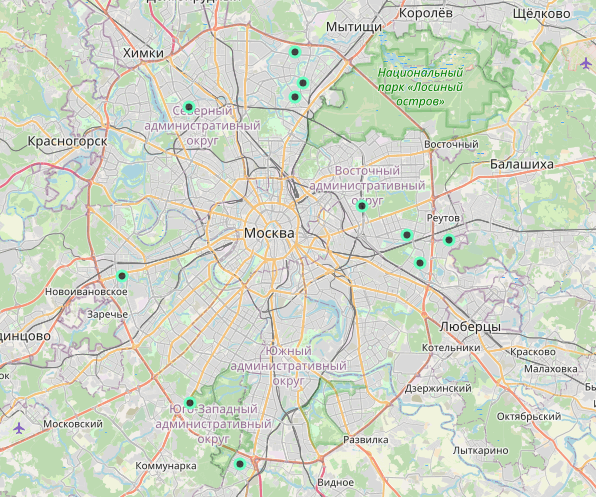 Королёв
Щёлково
Мытищи
Химки
Национальный
парк «Лосиный
остров»
Северный
административный
округ
Красногорск
Восточный
Балашиха
Восточный
административный
округ
Реутов
Москва
Новоивановское
Заречье
динцово
Люберцы
Котельники
Красково
Малаховка
Южный
административный
округ
Дзержинский
Юго-Западный
административный
округ
Октябрьский
Московский
Развилка
Лыткарино
Коммунарка
Видное